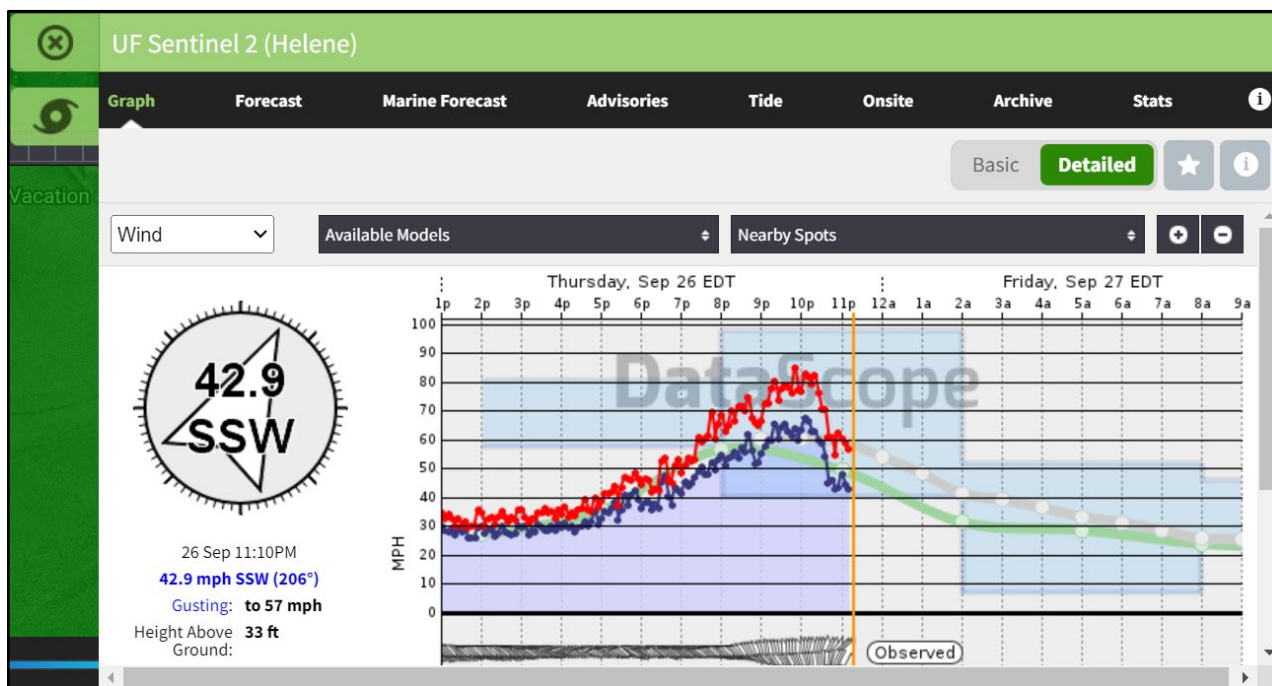 UF Sentinel 2 (Helene)
Graph Forecast Marine Forecast Advisories Tide Onsite Archive Stats
Basic Detailed
Vacation
Wind Available Models Nearby Spots
Thursday, Sep 26 EDT Friday, Sep 27 EDT
1p 2p 3p 4p 5p 6p 7p 8p 9p 10p 11p 12a 1a 2a 3a 4a 5a 6a 7a 8a 9a
100
90
80
70
60
50
40
30
20
10
0
MPH
DataScope
42.9
SSW
26 Sep 11:10PM
42.9 mph SSW (206°)
Gusting: to 57 mph
Height Above Ground: 33 ft
Observed